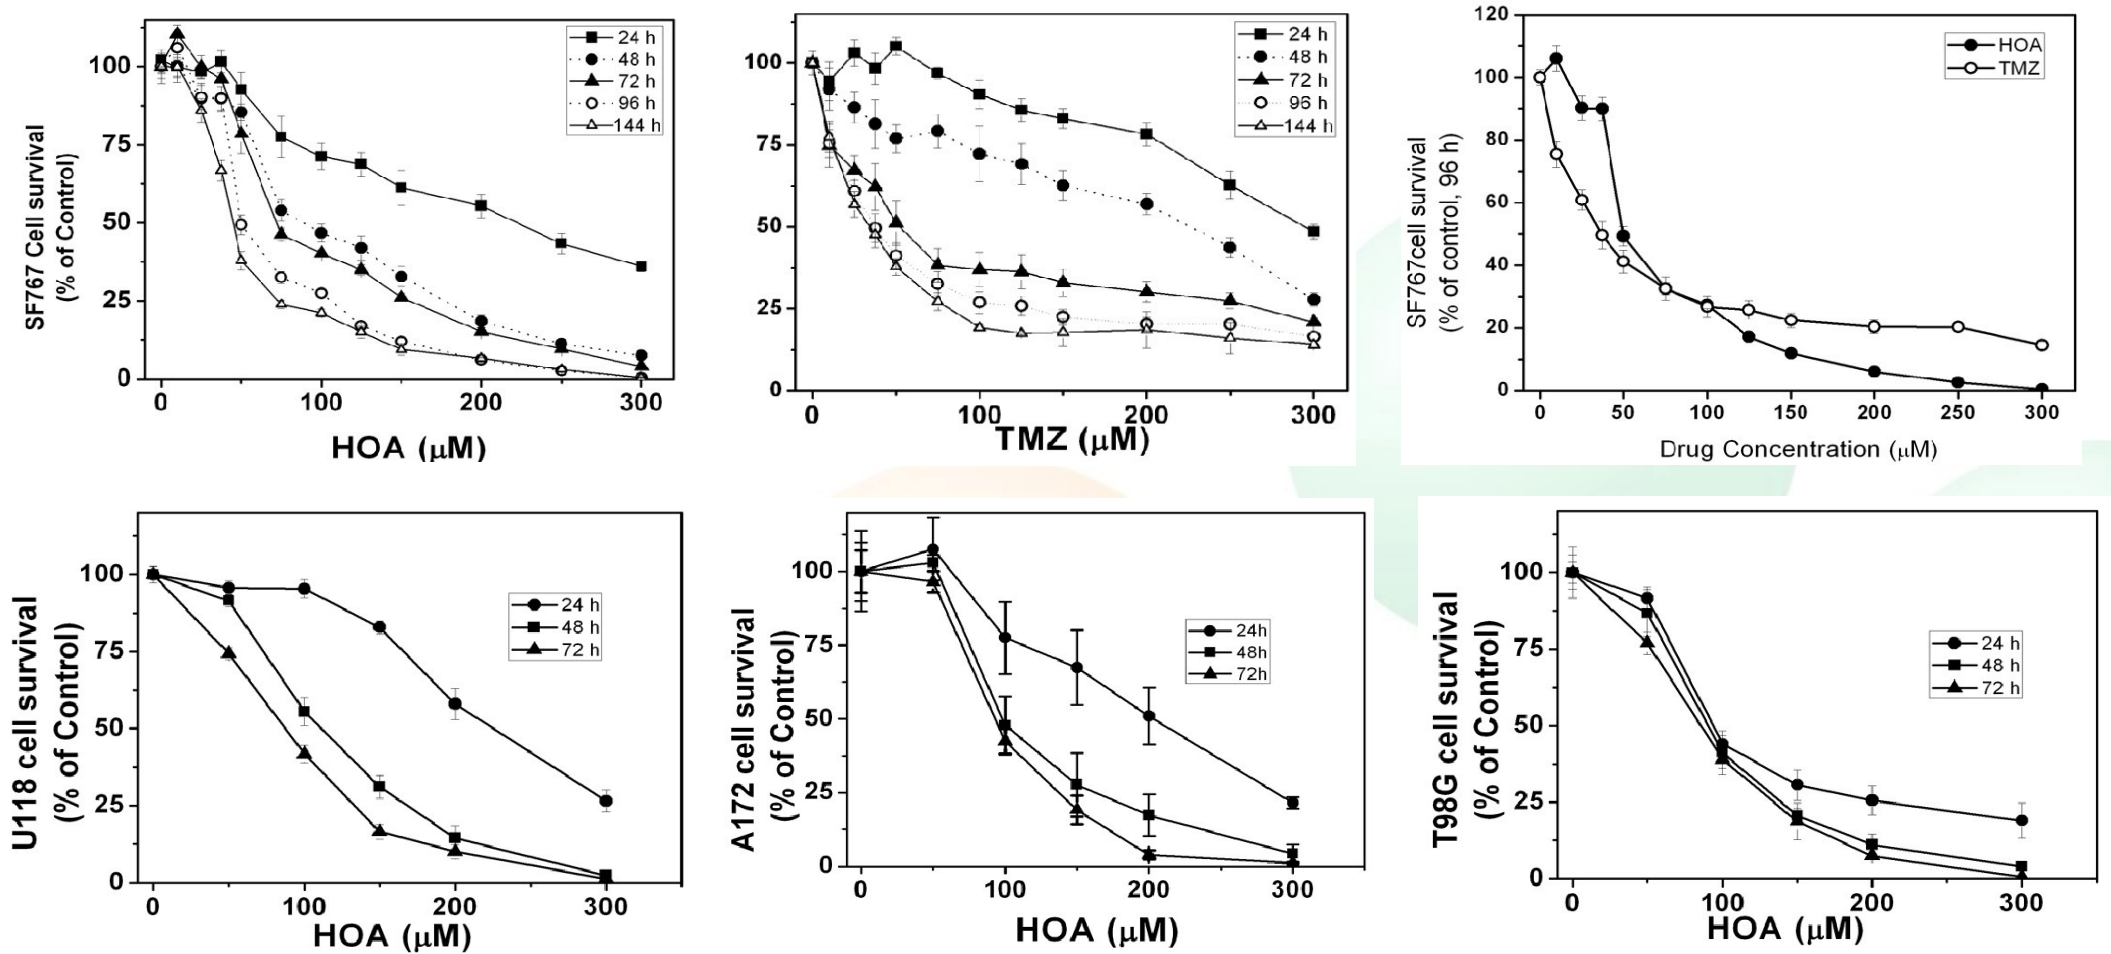 SF767 Cell survival
(% of Control)
100
75
50
25
0
24 h
48 h
72 h
96 h
144 h
0 100 200 300
HOA (μM)
100
75
50
25
0
24 h
48 h
72 h
96 h
144 h
0 100 200 300
TMZ (μM)
SF767cell survival
(% of control, 96 h)
120
100
80
60
40
20
0
HOA
TMZ
0 50 100 150 200 250 300
Drug Concentration (μM)
U118 cell survival
(% of Control)
100
75
50
25
0
24 h
48 h
72 h
0 100 200 300
HOA (μM)
A172 cell survival
(% of Control)
100
75
50
25
0
24h
48h
72h
0 100 200 300
HOA (μM)
T98G cell survival
(% of Control)
100
75
50
25
0
24 h
48 h
72 h
0 100 200 300
HOA (μM)